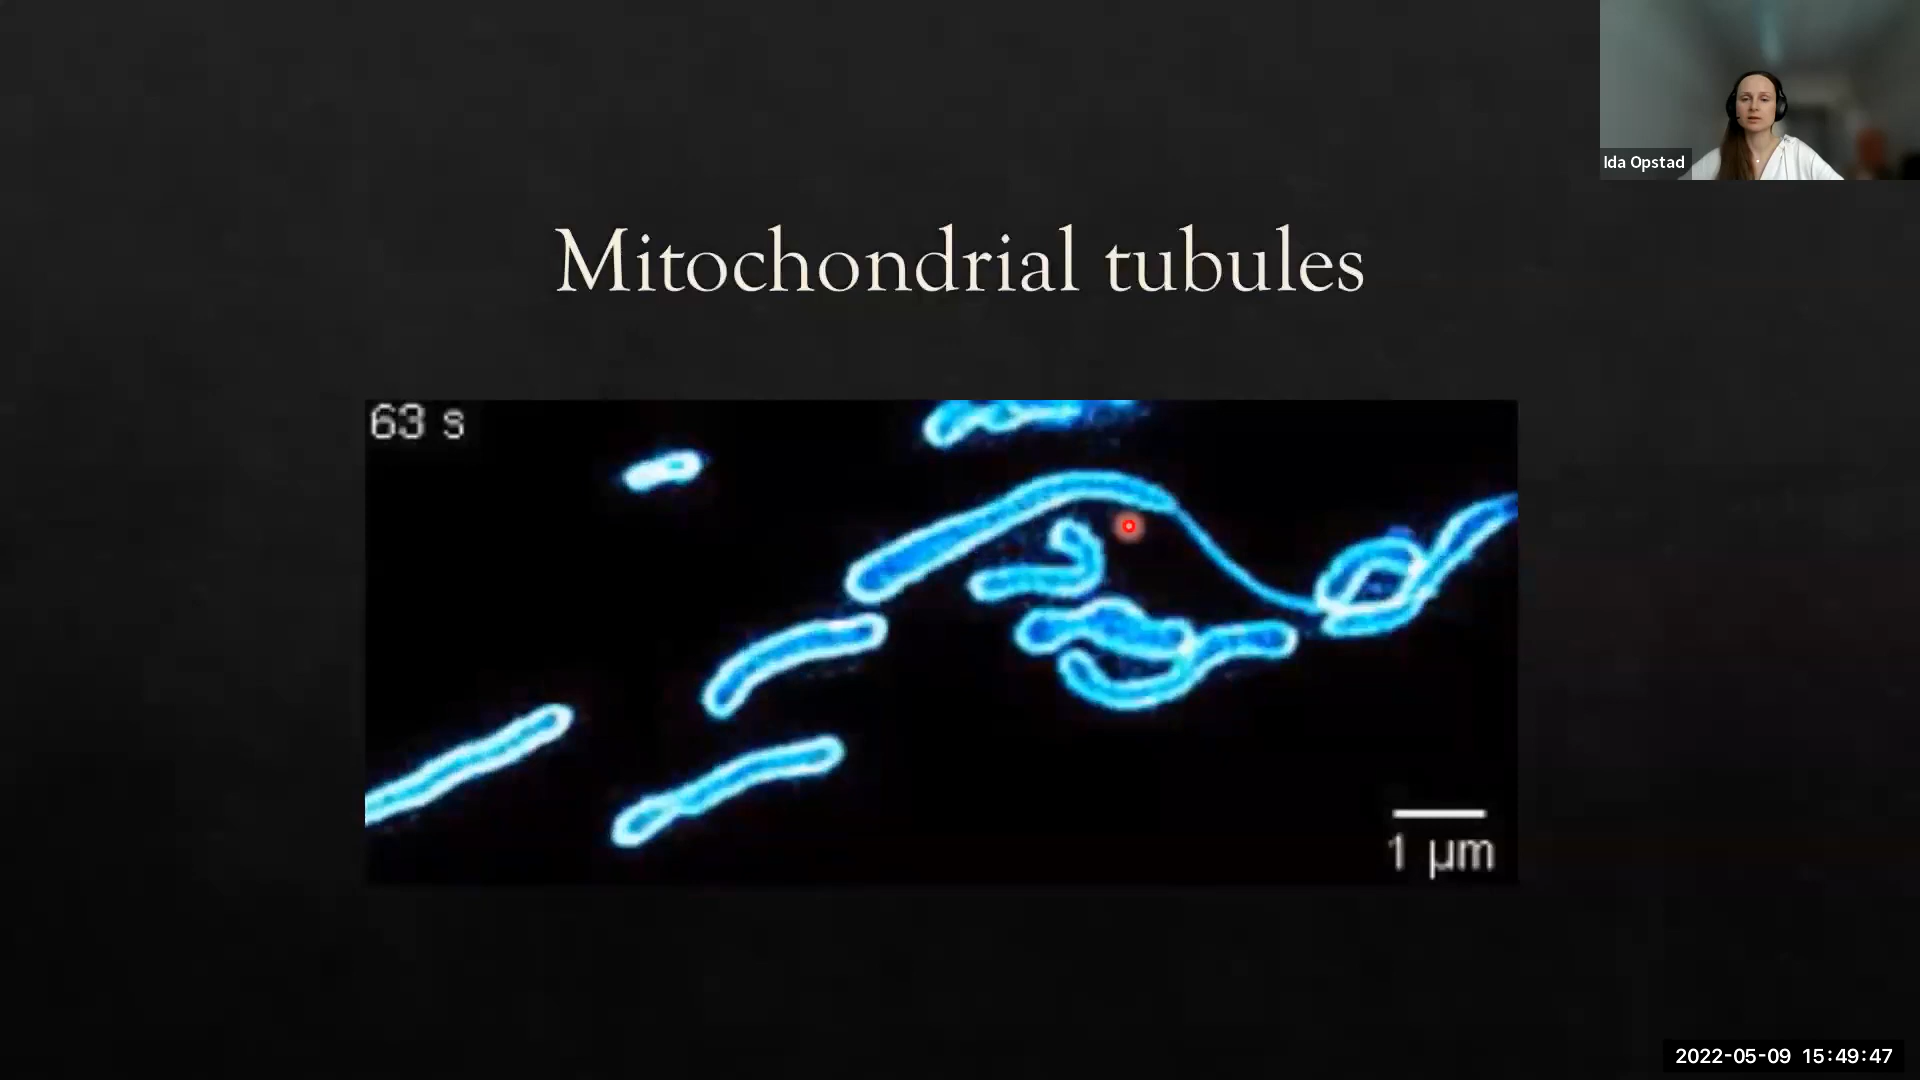 Ida Opstad
Mitochondrial tubules
63 s
1 µm
2022-05-09 15:49:47